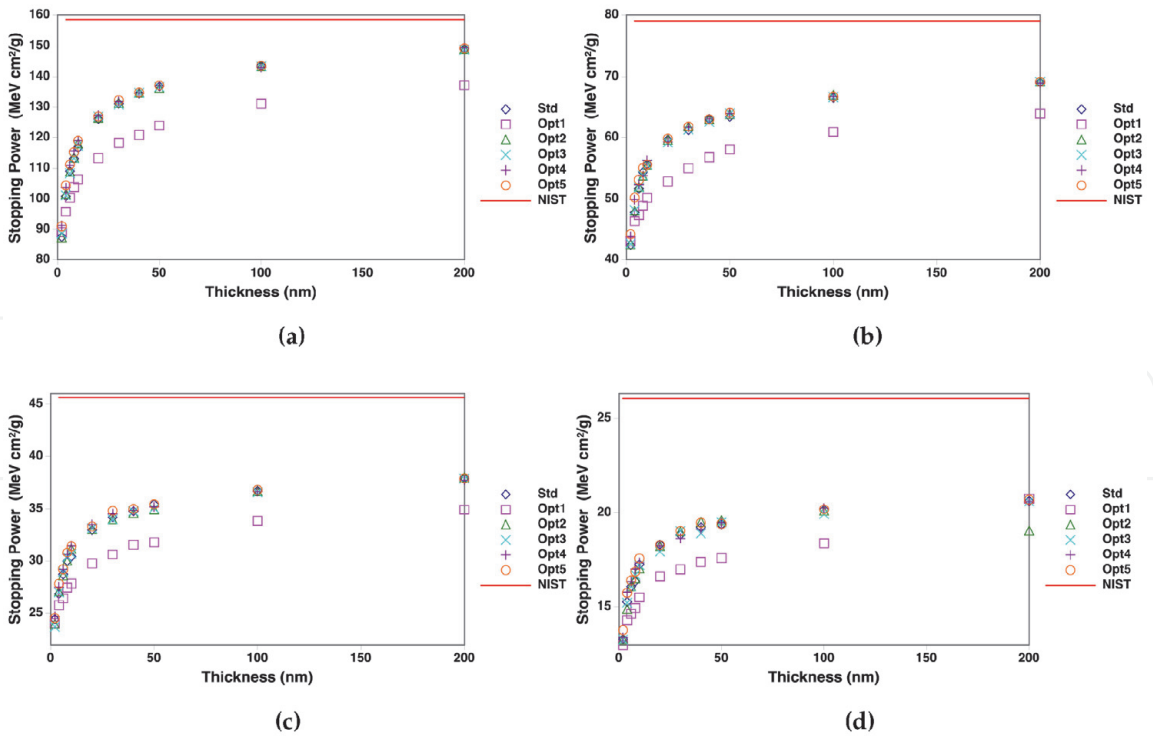 160
150
140
130
120
110
100
90
80
0
50
100
150
200
Stopping Power (MeV cm²/g)
Thickness (nm)
Std
Opt1
Opt2
Opt3
Opt4
Opt5
NIST
(a)
80
70
60
50
40
0
50
100
150
200
Stopping Power (MeV cm²/g)
Thickness (nm)
Std
Opt1
Opt2
Opt3
Opt4
Opt5
NIST
(b)
45
40
35
30
25
0
50
100
150
200
Stopping Power (MeV cm²/g)
Thickness (nm)
Std
Opt1
Opt2
Opt3
Opt4
Opt5
NIST
(c)
25
20
15
0
50
100
150
200
Stopping Power (MeV cm²/g)
Thickness (nm)
Std
Opt1
Opt2
Opt3
Opt4
Opt5
NIST
(d)